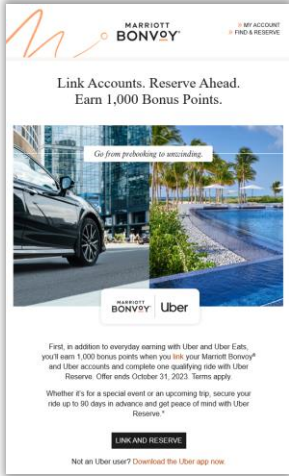 MARRIOTT
BONVOY®
MY ACCOUNT
FIND & RESERVE
Link Accounts. Reserve Ahead.
Earn 1,000 Bonus Points.
Go from prebooking to unwinding.
MARRIOTT
BONVOY® | Uber
First, in addition to everyday earning with Uber and Uber Eats,
you'll earn 1,000 bonus points when you link your Marriott Bonvoy®
and Uber accounts and complete one qualifying ride with Uber
Reserve. Offer ends October 31, 2023. Terms apply.
Whether it's for a special event or an upcoming trip, secure your
ride up to 90 days in advance and get peace of mind with Uber
Reserve.*
LINK AND RESERVE
Not an Uber user? Download the Uber app now.